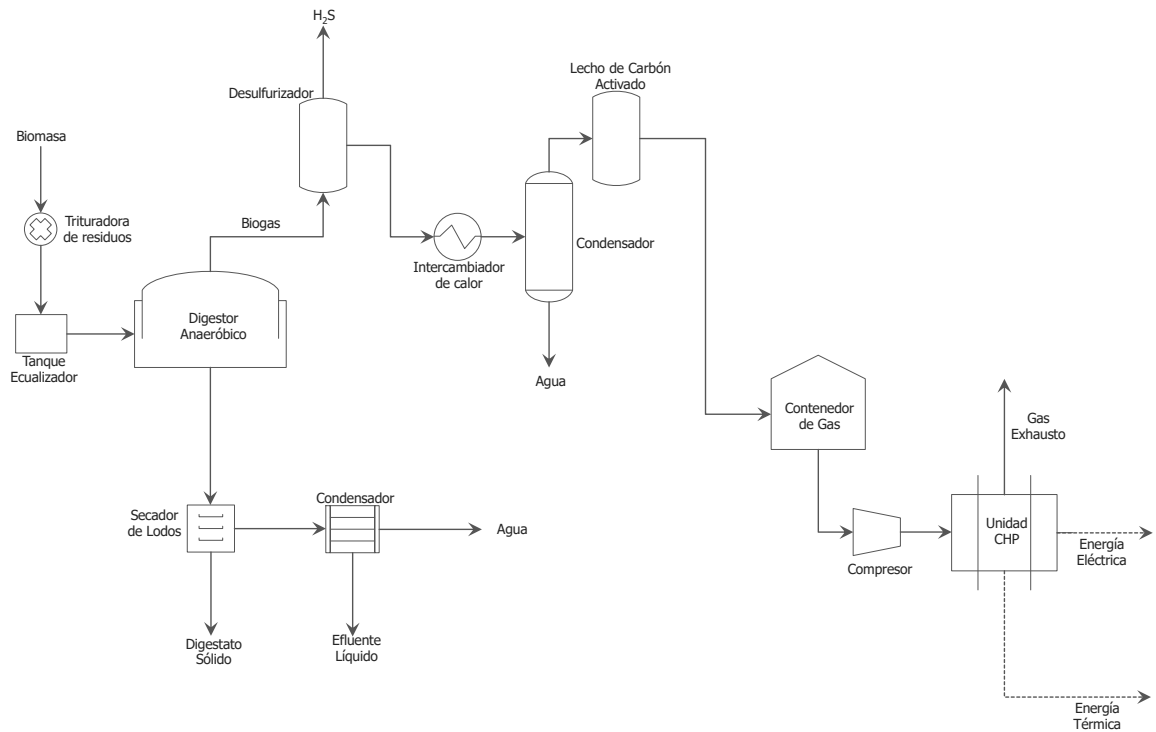 H₂S
Lecho de Carbón
Activado
Desulfurizador
Biomasa
Trituradora
de residuos
Biogas
Condensador
Intercambiador
de calor
Digestor
Anaeróbico
Tanque
Ecualizador
Agua
Contenedor
de Gas
Gas
Exhausto
Condensador
Secador
de Lodos
Agua
Unidad
CHP
Energía
Eléctrica
Compresor
Digestato
Sólido
Efluente
Líquido
Energía
Térmica